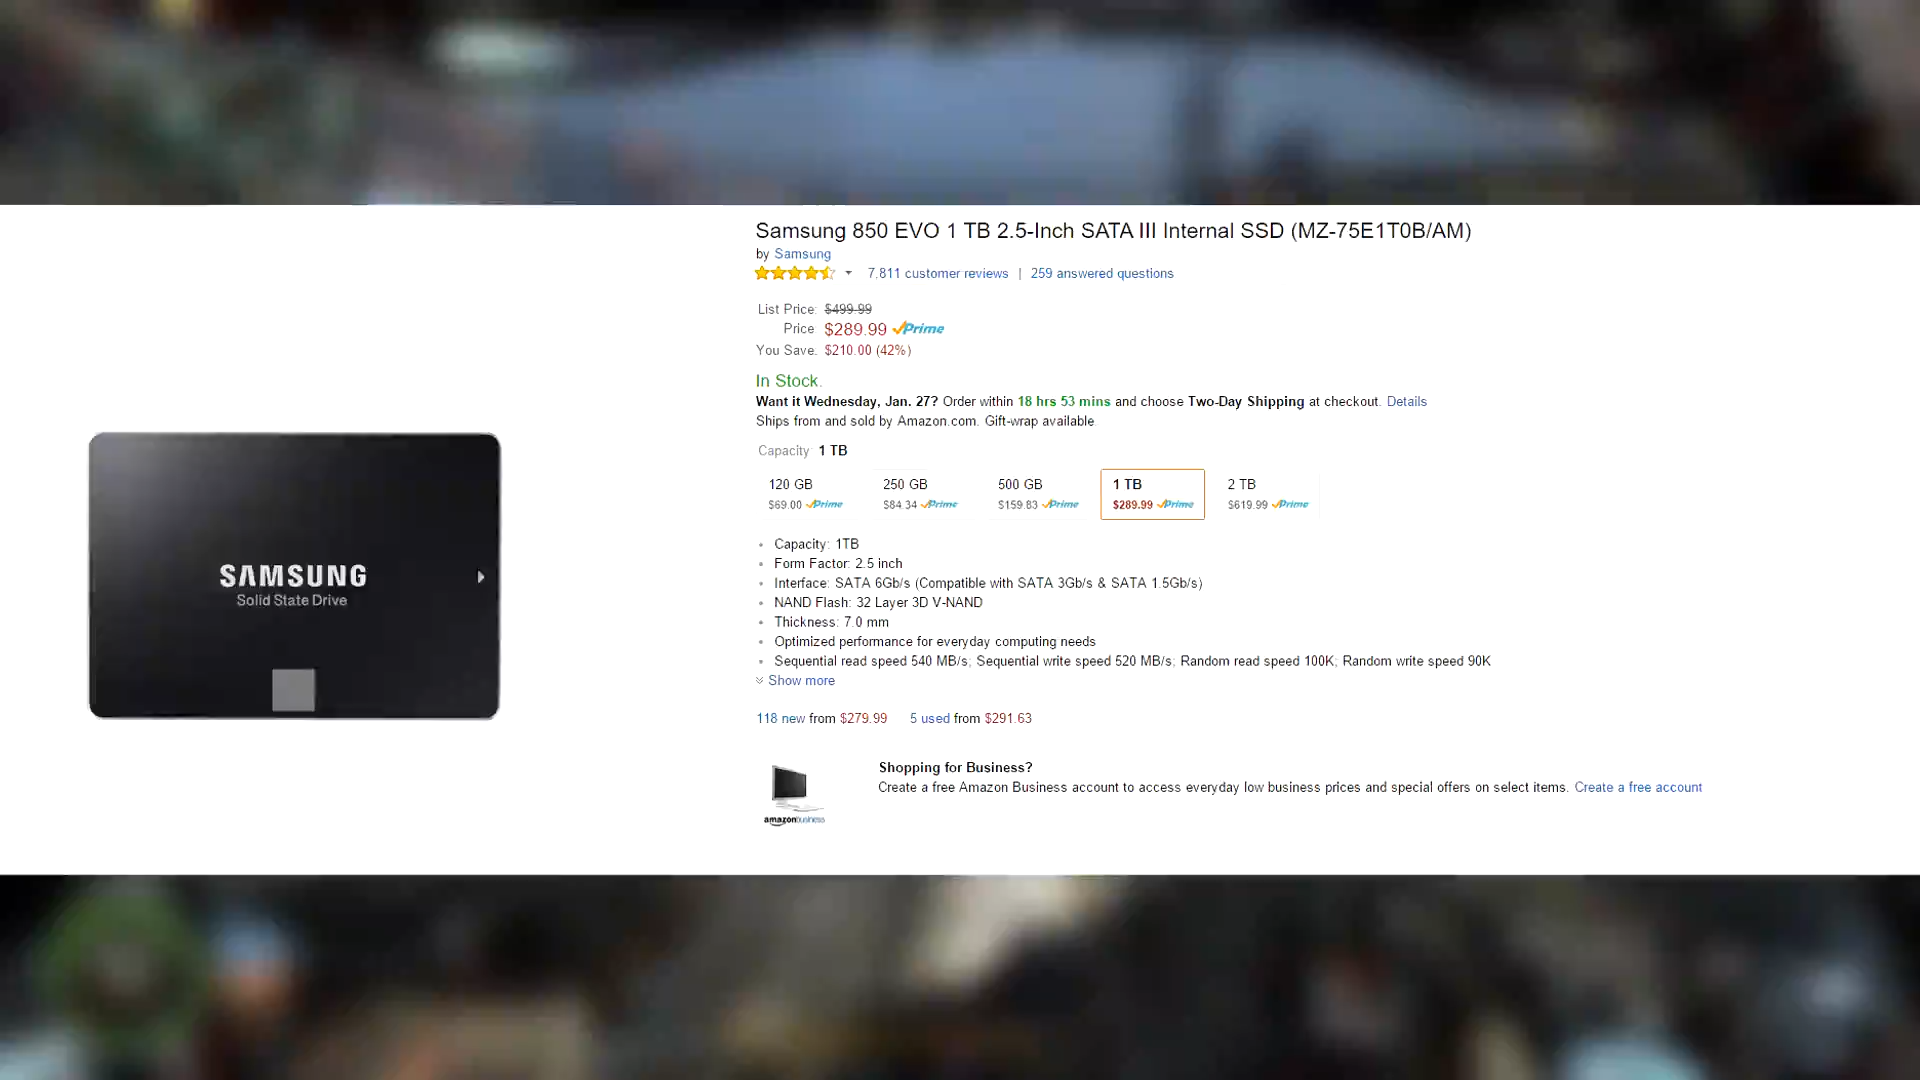 Samsung 850 EVO 1 TB 2.5-Inch SATA III Internal SSD (MZ-75E1T0B/AM)
by Samsung
7,811 customer reviews | 259 answered questions
List Price: $499.99
Price $289.99 Prime
You Save. $210.00 (42%)
In Stock.
Want it Wednesday, Jan. 27? Order within 18 hrs 53 mins and choose Two-Day Shipping at checkout. Details
Ships from and sold by Amazon.com. Gift-wrap available
Capacity: 1 TB
120 GB 250 GB 500 GB 1 TB 2 TB
$69.00 Prime $84.34 Prime $159.83 Prime $289.99 Prime $619.99 Prime
• Capacity: 1TB
• Form Factor: 2.5 inch
• Interface: SATA 6Gb/s (Compatible with SATA 3Gb/s & SATA 1.5Gb/s)
• NAND Flash: 32 Layer 3D V-NAND
• Thickness: 7.0 mm
• Optimized performance for everyday computing needs
• Sequential read speed 540 MB/s; Sequential write speed 520 MB/s; Random read speed 100K; Random write speed 90K
Show more
118 new from $279.99 5 used from $291.63
Shopping for Business?
Create a free Amazon Business account to access everyday low business prices and special offers on select items. Create a free account
amazonbusiness
SAMSUNG
Solid State Drive